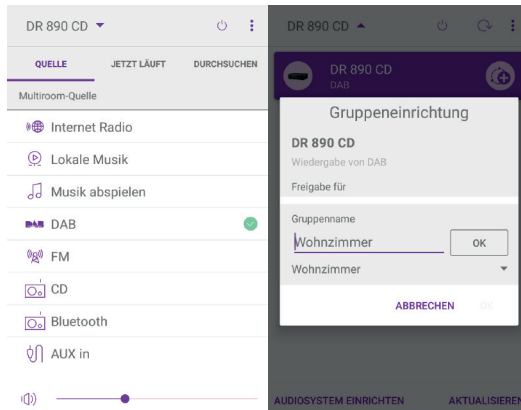 DR 890 CD
QUELLE JETZT LÄUFT DURCHSUCHEN
Multiroom-Quelle
Internet Radio
Lokale Musik
Musik abspielen
DAB DAB
FM
CD
Bluetooth
AUX in
DR 890 CD
DR 890 CD
DAB
Gruppeneinrichtung
DR 890 CD
Wiedergabe von DAB
Freigabe für
Gruppenname
Wohnzimmer OK
Wohnzimmer
ABBRECHEN OK
AUDIOSYSTEM EINRICHTEN AKTUALISIEREN